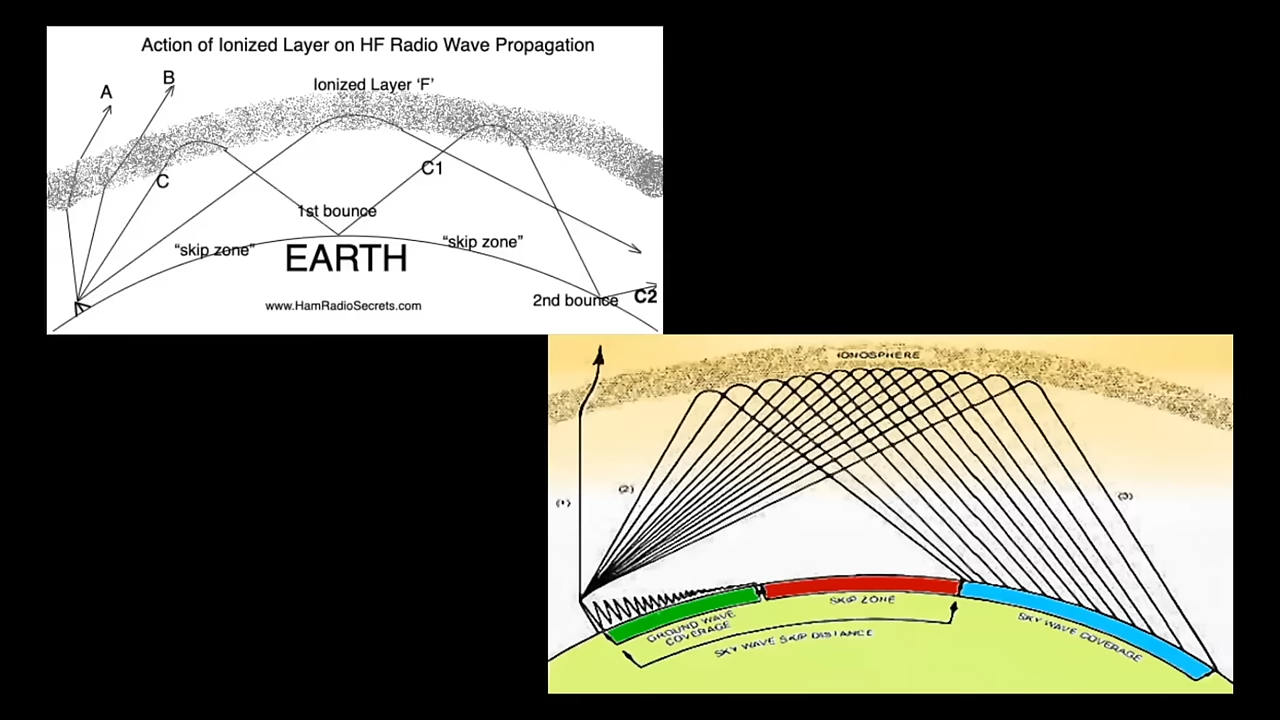 Action of Ionized Layer on HF Radio Wave Propagation
A
B
Ionized Layer ‘F’
C
C1
1st bounce
“skip zone”
“skip zone”
EARTH
www.HamRadioSecrets.com
2nd bounce
C2
IONOSPHERE
(1)
(2)
(3)
GROUND WAVE
COVERAGE
SKIP ZONE
SKY WAVE SKIP DISTANCE
SKY WAVE COVERAGE